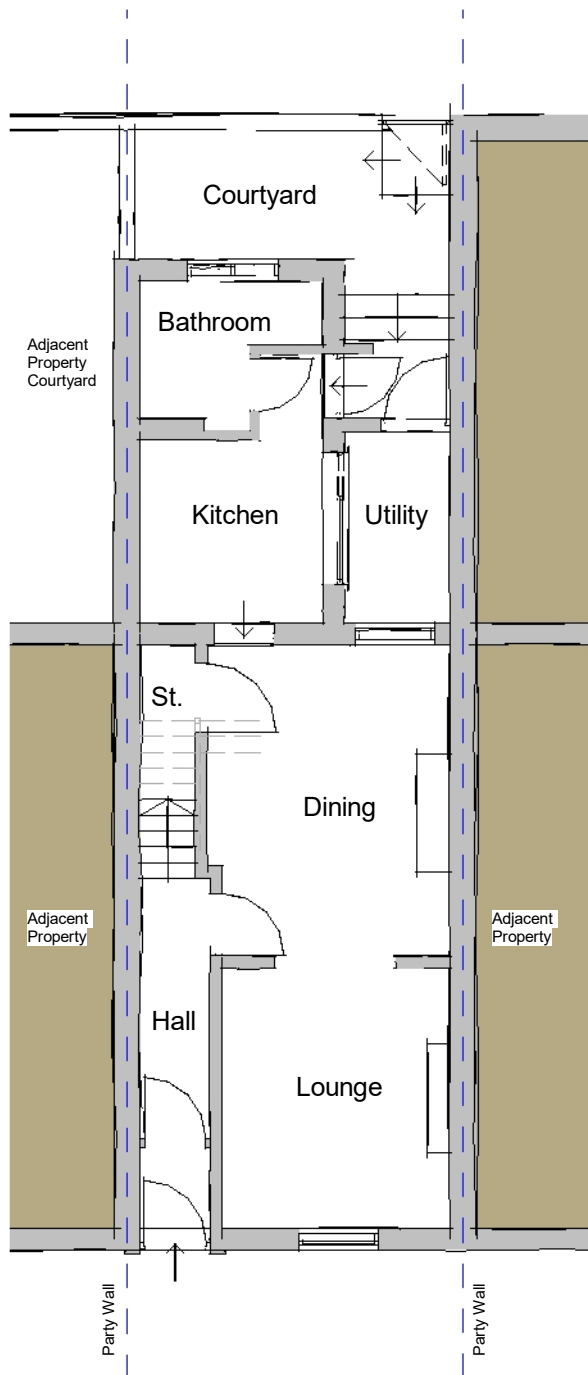 Courtyard
Bathroom
Adjacent
Property
Courtyard
Kitchen
Utility
St.
Dining
Adjacent
Property
Adjacent
Property
Hall
Lounge
Party Wall
Party Wall